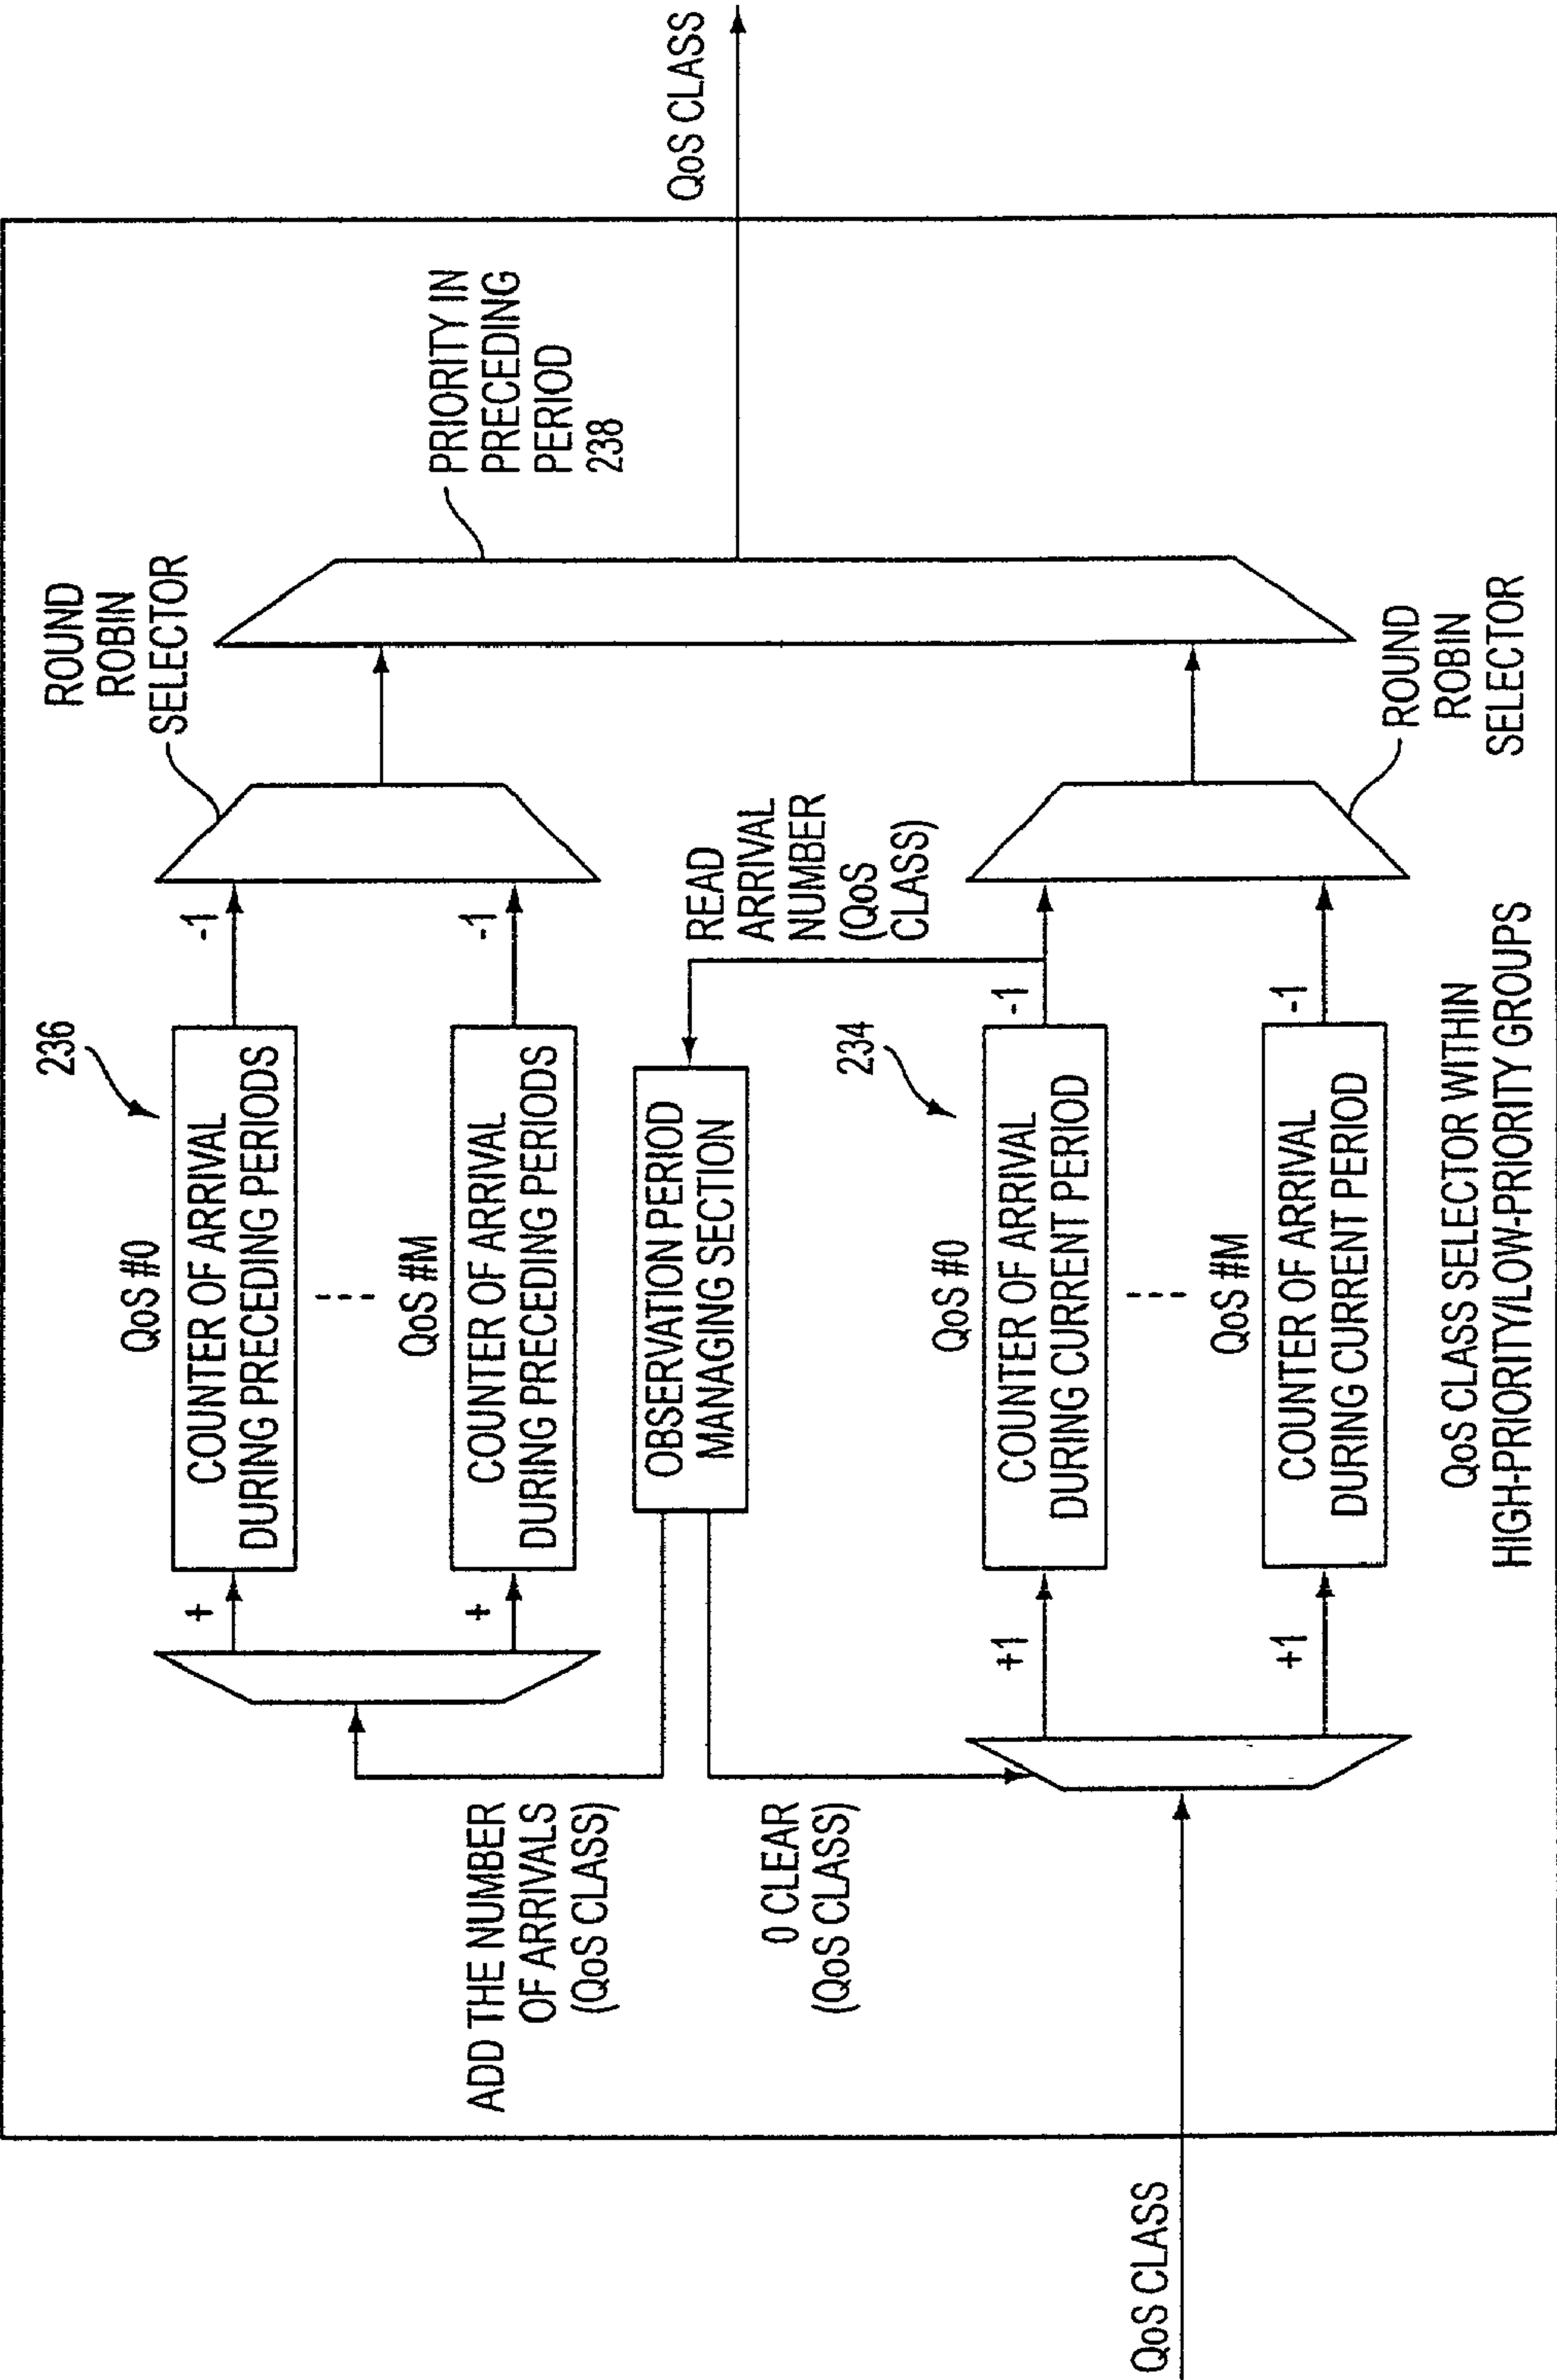 236
QoS #0
COUNTER OF ARRIVAL
DURING PRECEDING PERIODS
+
-1
QoS #M
COUNTER OF ARRIVAL
DURING PRECEDING PERIODS
+
-1
ROUND
ROBIN
SELECTOR
PRIORITY IN
PRECEDING
PERIOD
238
QoS CLASS
ADD THE NUMBER
OF ARRIVALS
(QoS CLASS)
OBSERVATION PERIOD
MANAGING SECTION
READ
ARRIVAL
NUMBER
(QoS
CLASS)
0 CLEAR
(QoS CLASS)
234
QoS #0
COUNTER OF ARRIVAL
DURING CURRENT PERIOD
+1
-1
QoS #M
COUNTER OF ARRIVAL
DURING CURRENT PERIOD
+1
-1
ROUND
ROBIN
SELECTOR
QoS CLASS
QoS CLASS SELECTOR WITHIN
HIGH-PRIORITY/LOW-PRIORITY GROUPS